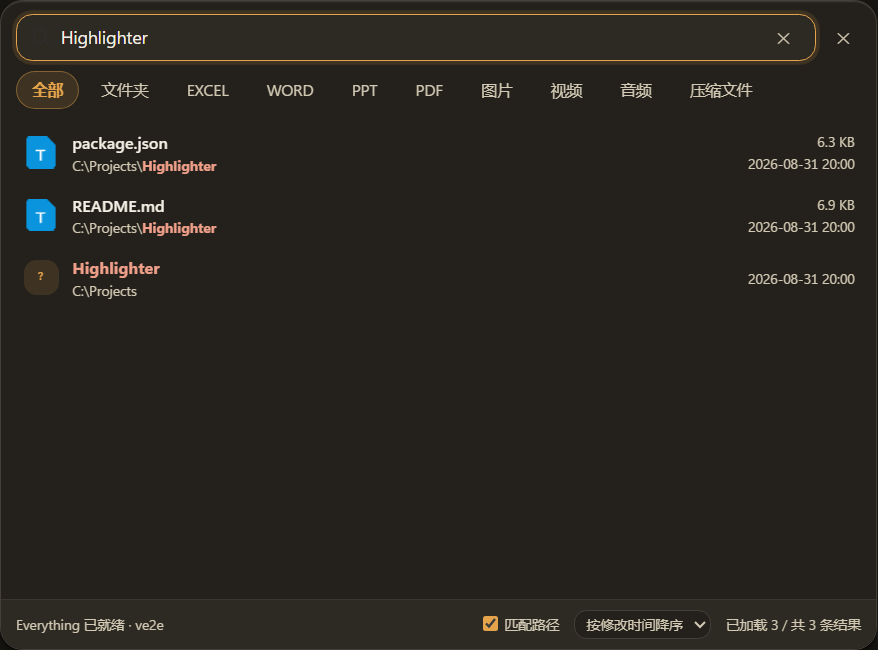 Highlighter
全部 文件夹 EXCEL WORD PPT PDF 图片 视频 音频 压缩文件
T package.json 6.3 KB
C:\Projects\Highlighter 2026-08-31 20:00
T README.md 6.9 KB
C:\Projects\Highlighter 2026-08-31 20:00
? Highlighter
C:\Projects 2026-08-31 20:00
Everything 已就绪 · ve2e 匹配路径 按修改时间降序 已加载 3 / 共 3 条结果